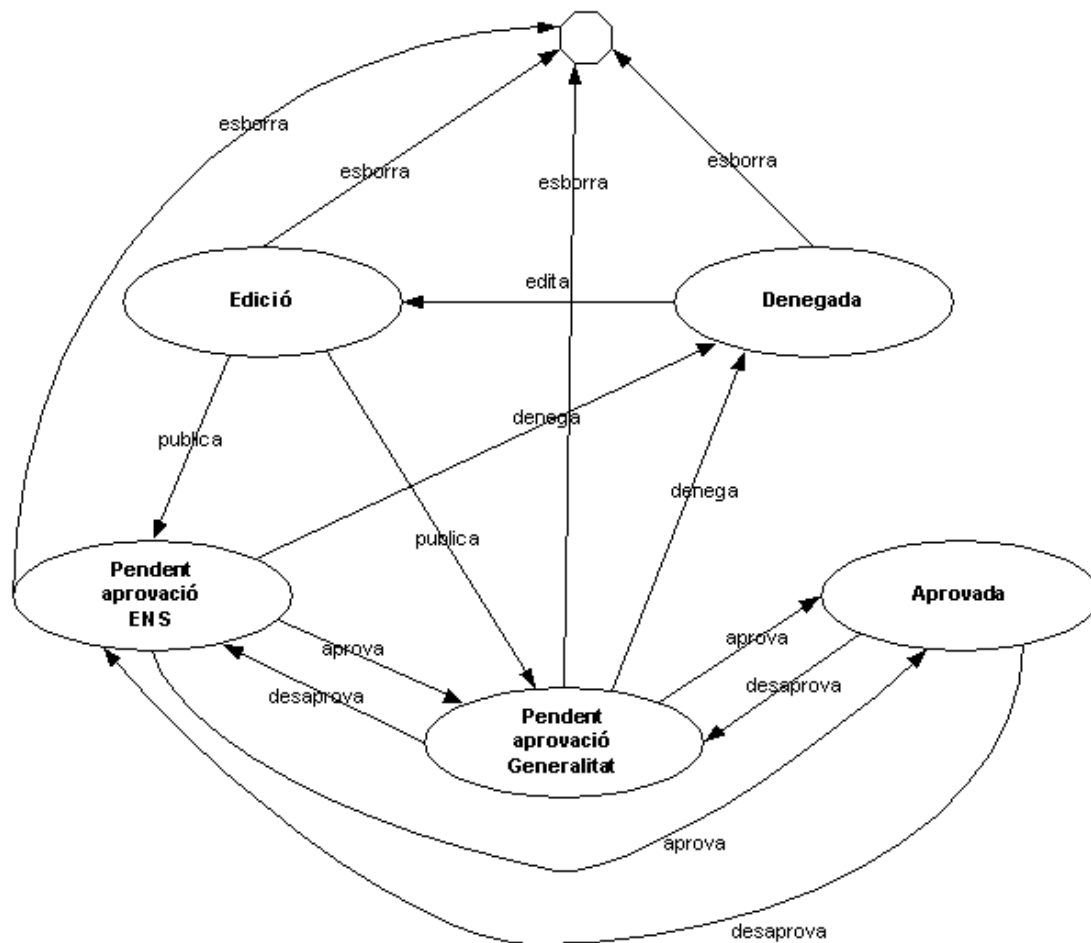 esborra
esborra
esborra
esborra
Edició
edita
Denegada
publica
denega
denega
publica
Pendent
aprovació
ENS
Aprovada
aprova
aprova
desaprova
desaprova
Pendent
aprovació
Generalitat
aprova
desaprova